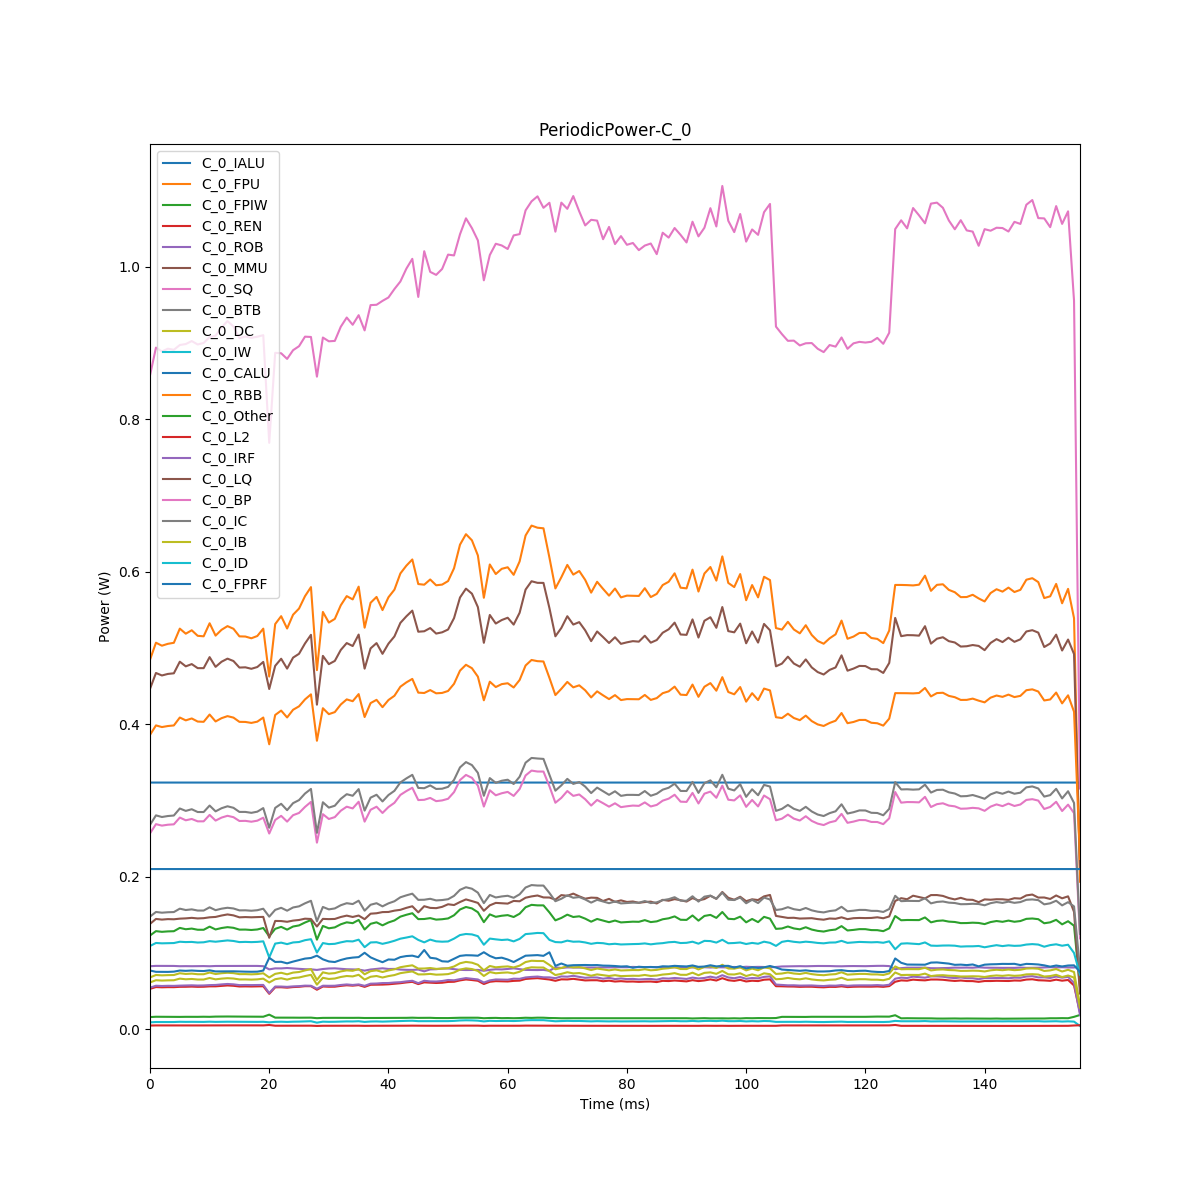 PeriodicPower-C_0
C_0_IALU
C_0_FPU
C_0_FPIW
C_0_REN
C_0_ROB
C_0_MMU
C_0_SQ
C_0_BTB
C_0_DC
C_0_IW
C_0_CALU
C_0_RBB
C_0_Other
C_0_L2
C_0_IRF
C_0_LQ
C_0_BP
C_0_IC
C_0_IB
C_0_ID
C_0_FPRF
1.0
0.8
0.6
0.4
0.2
0.0
Power (W)
0 20 40 60 80 100 120 140
Time (ms)